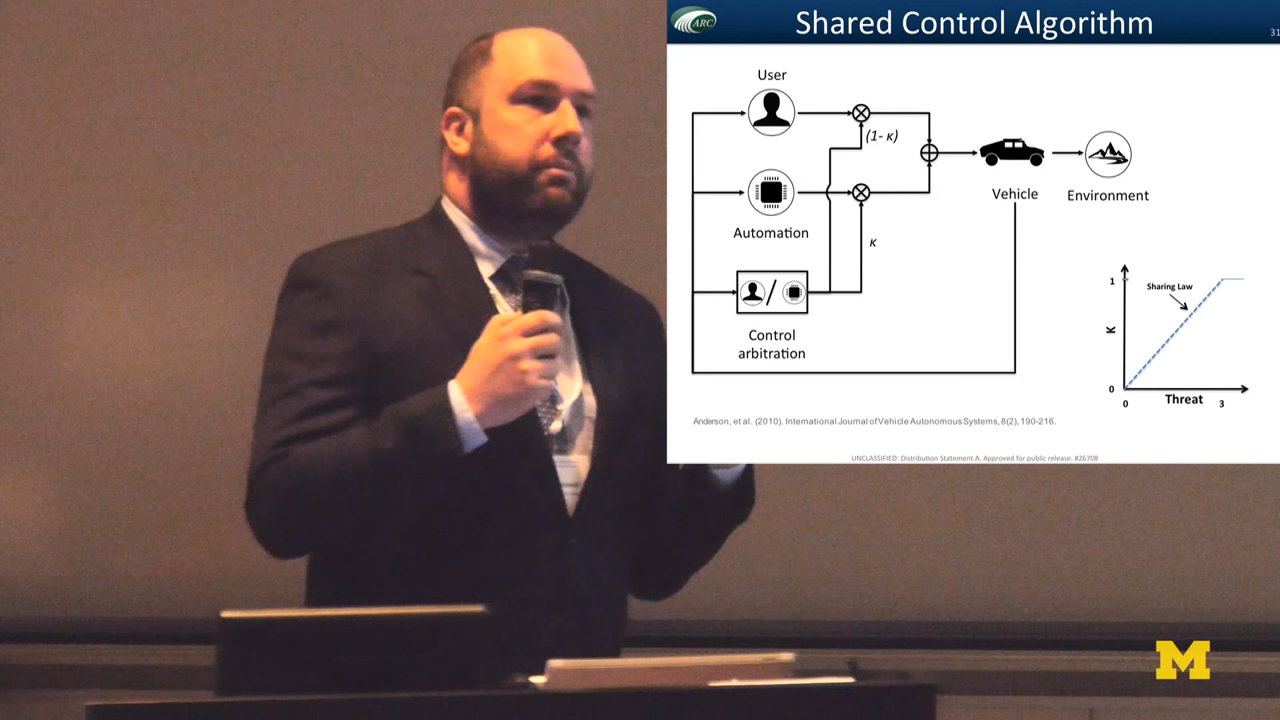 ARC
Shared Control Algorithm
31
User
(1- κ)
Vehicle
Environment
Automation
κ
/
Control
arbitration
1
Sharing Law
K
0
Threat
0
3
Anderson, et al. (2010). International Journal of Vehicle Autonomous Systems, 8(2), 190-216.
UNCLASSIFIED: Distribution Statement A. Approved for public release. #26708
M